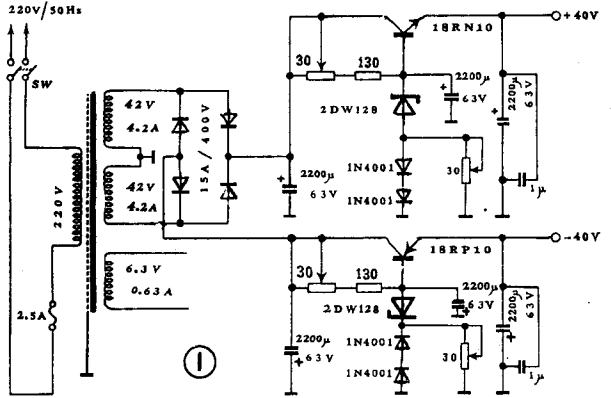 220V/50Hz
SW
220V
2.5A
42V
4.2A
42V
4.2A
6.3V
0.63A
15A/400V
2200μ
63V
30
130
18RN10
2DW128
2200μ
63V
1N4001
1N4001
30
2200μ
63V
1μ
+40V
2200μ
63V
30
130
18RP10
2DW128
2200μ
63V
1N4001
1N4001
30
2200μ
63V
1μ
-40V
1